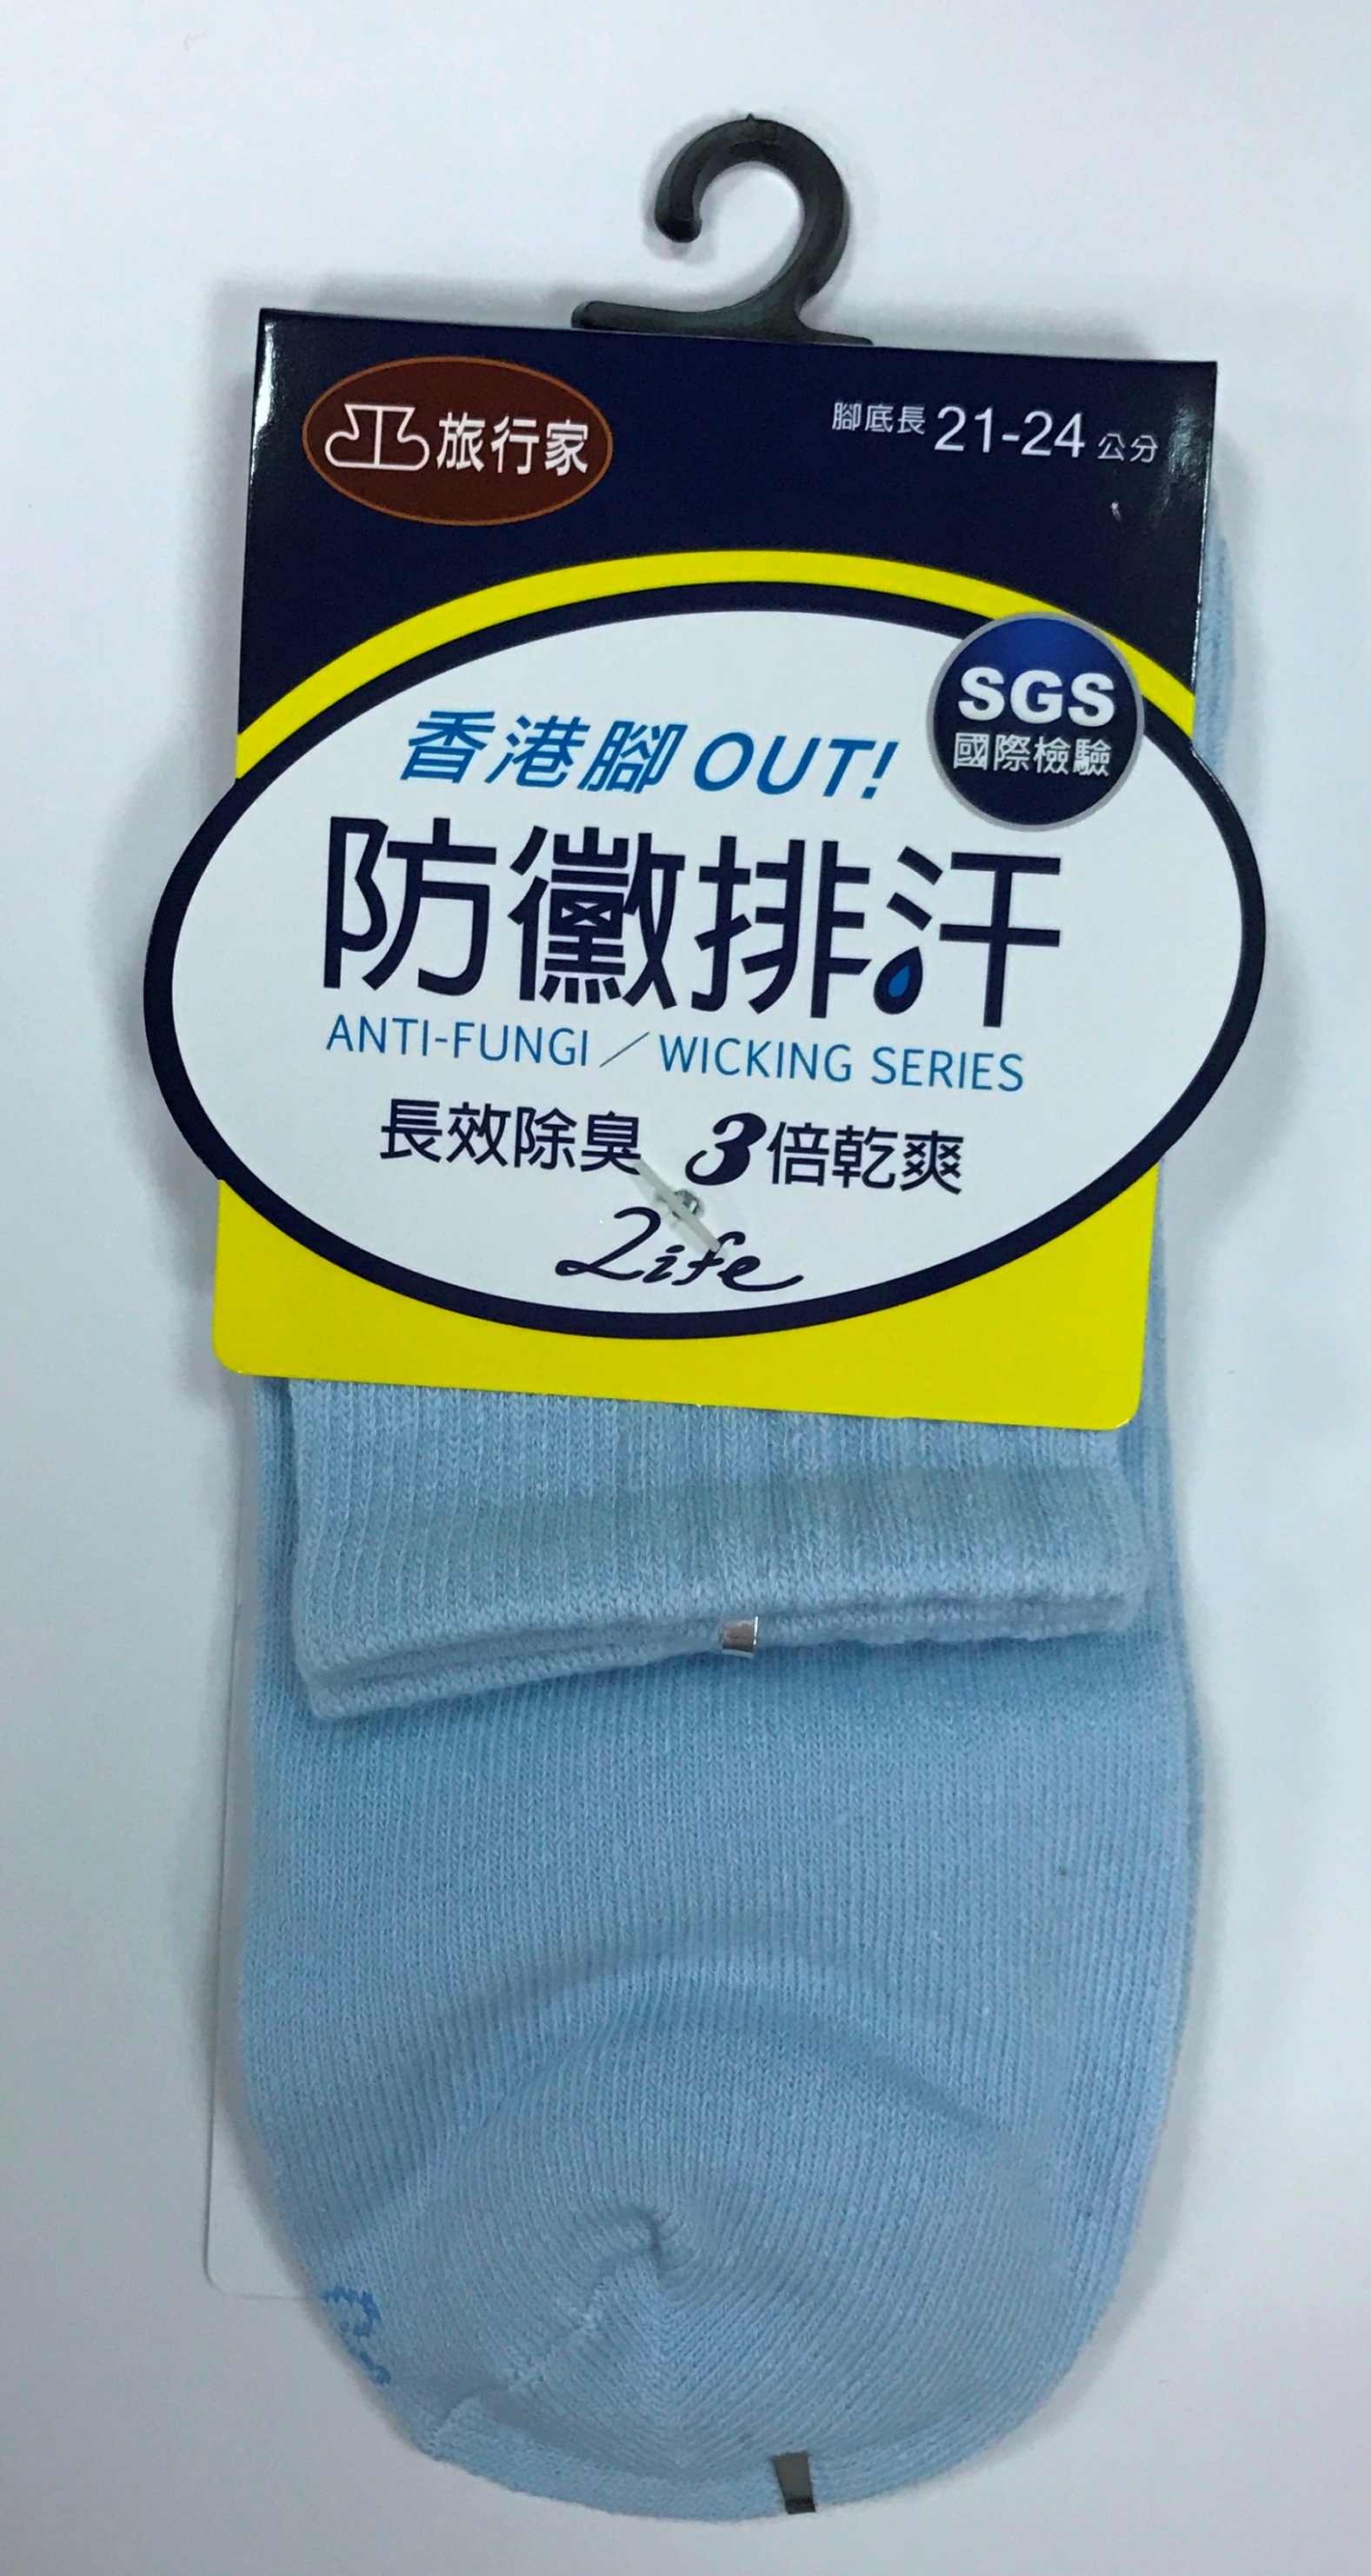 旅行家
腳底長 21-24 公分
SGS
國際檢驗
香港腳 OUT!
防黴排汗
ANTI-FUNGI／WICKING SERIES
長效除臭 3倍乾爽
Life